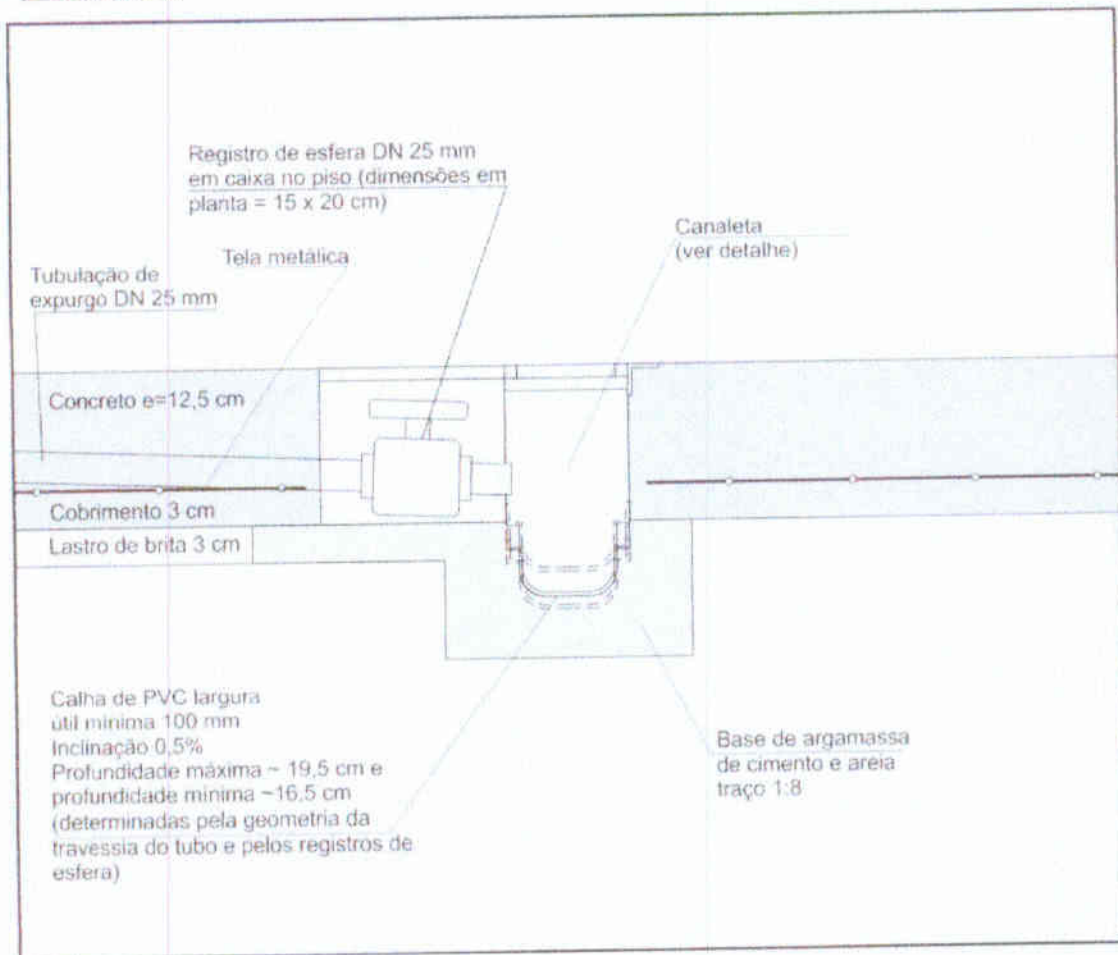 Registro de esfera DN 25 mm
em caixa no piso (dimensões em
planta = 15 x 20 cm)
Canaleta
(ver detalhe)
Tela metálica
Tubulação de
expurgo DN 25 mm
Concreto e=12,5 cm
Cobrimento 3 cm
Lastro de brita 3 cm
Calha de PVC largura
útil mínima 100 mm
Inclinação 0,5%
Profundidade máxima ~ 19,5 cm e
profundidade mínima ~16,5 cm
(determinadas pela geometria da
travessia do tubo e pelos registros de
esfera)
Base de argamassa
de cimento e areia
traço 1:8